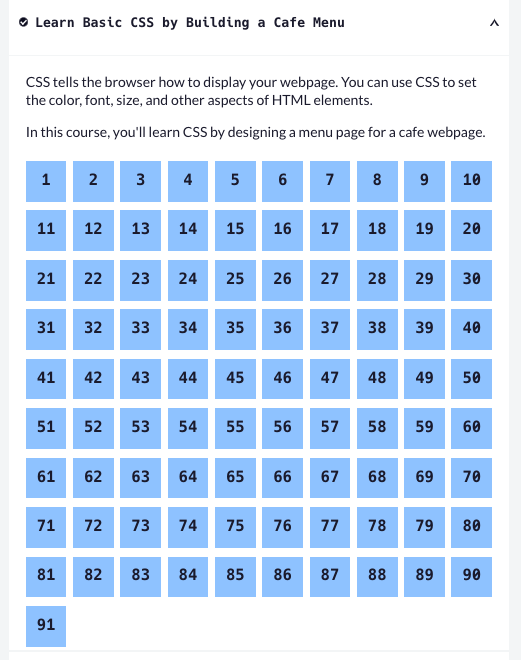 Learn Basic CSS by Building a Cafe Menu
CSS tells the browser how to display your webpage. You can use CSS to set
the color, font, size, and other aspects of HTML elements.
In this course, you'll learn CSS by designing a menu page for a cafe webpage.
1 2 3 4 5 6 7 8 9 10
11 12 13 14 15 16 17 18 19 20
21 22 23 24 25 26 27 28 29 30
31 32 33 34 35 36 37 38 39 40
41 42 43 44 45 46 47 48 49 50
51 52 53 54 55 56 57 58 59 60
61 62 63 64 65 66 67 68 69 70
71 72 73 74 75 76 77 78 79 80
81 82 83 84 85 86 87 88 89 90
91